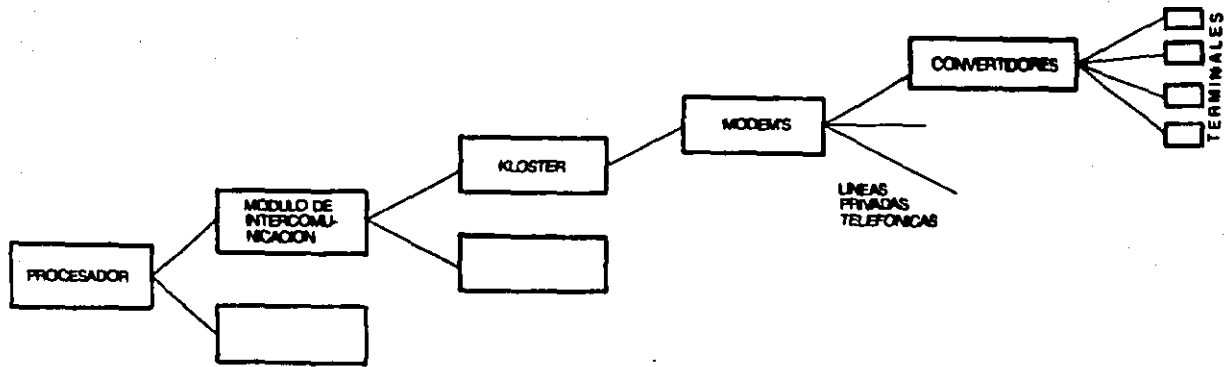 PROCESADOR
MODULO DE
INTERCOMU-
NICACION
KLOSTER
MODEM'S
LINEAS
PRIVADAS
TELEFONICAS
CONVERTIDORES
TERMINALES